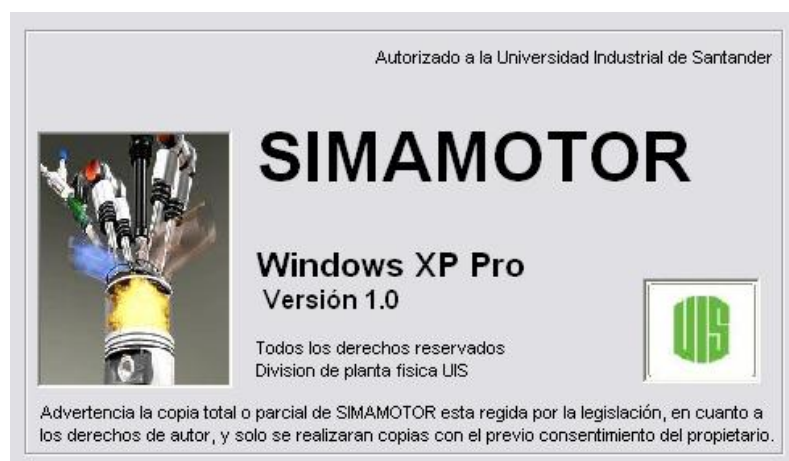 Autorizado a la Universidad Industrial de Santander
SIMAMOTOR
Windows XP Pro
Versión 1.0
UIS
Todos los derechos reservados
Division de planta fisica UIS
Advertencia la copia total o parcial de SIMAMOTOR esta regida por la legislación, en cuanto a
los derechos de autor, y solo se realizaran copias con el previo consentimiento del propietario.